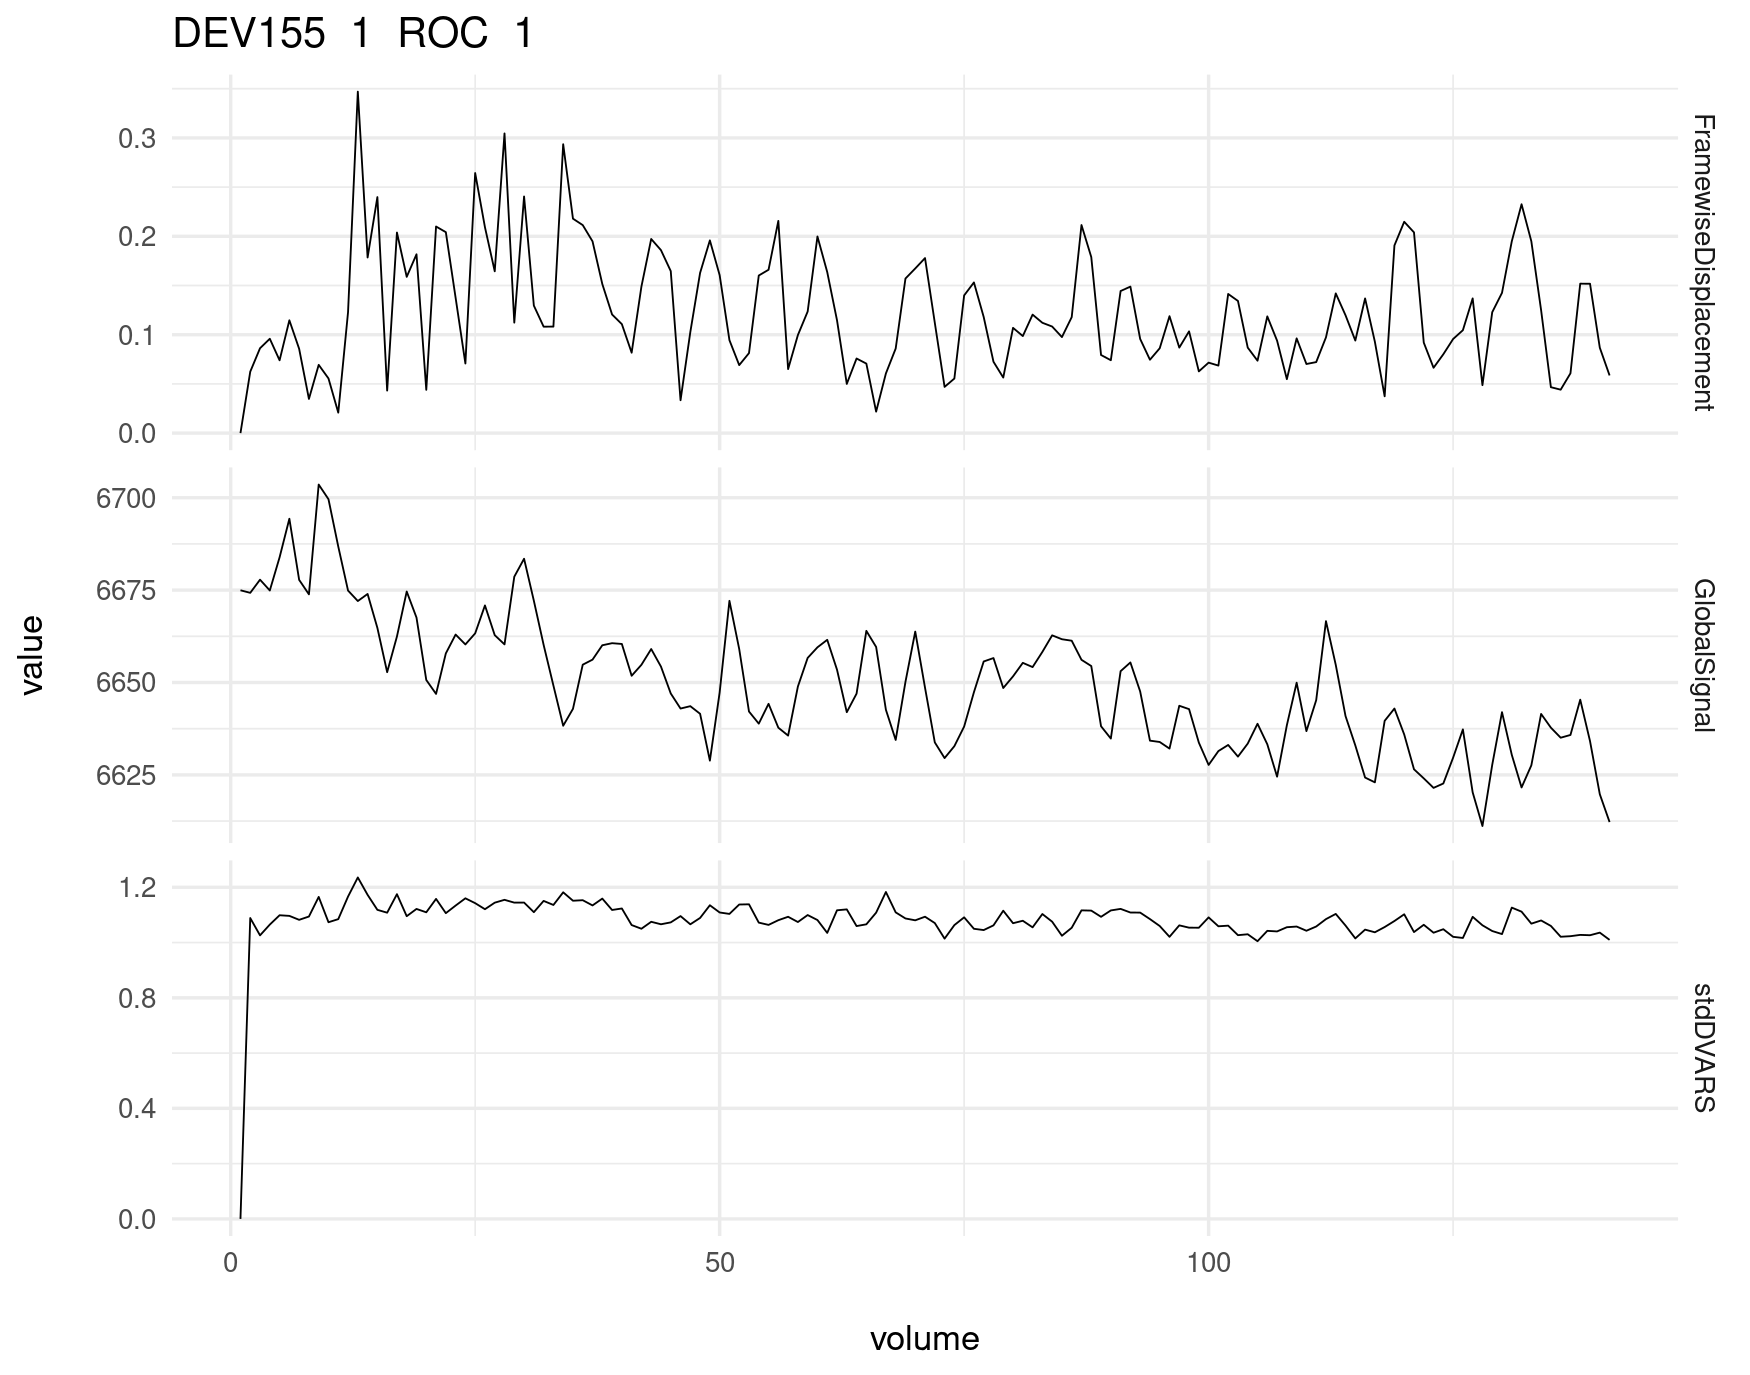 DEV155 1 ROC 1
0.3
0.2
0.1
0.0
FramewiseDisplacement
6700
6675
6650
6625
GlobalSignal
value
1.2
0.8
0.4
0.0
stdDVARS
0 50 100
volume